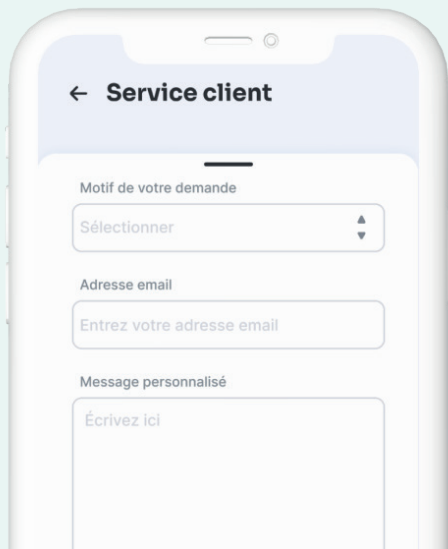 ← Service client
Motif de votre demande
Sélectionner
Adresse email
Entrez votre adresse email
Message personnalisé
Écrivez ici